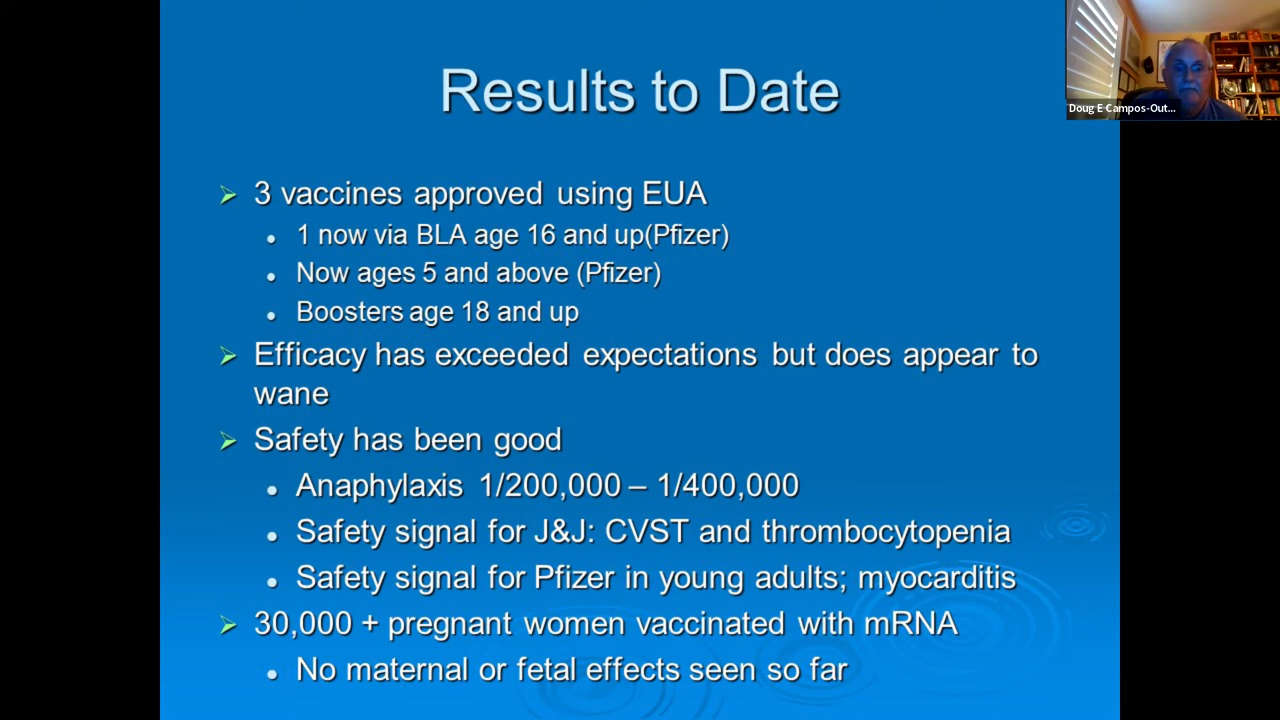 Results to Date
3 vaccines approved using EUA
1 now via BLA age 16 and up(Pfizer)
Now ages 5 and above (Pfizer)
Boosters age 18 and up
Efficacy has exceeded expectations but does appear to
wane
Safety has been good
Anaphylaxis 1/200,000 – 1/400,000
Safety signal for J&J: CVST and thrombocytopenia
Safety signal for Pfizer in young adults; myocarditis
30,000 + pregnant women vaccinated with mRNA
No maternal or fetal effects seen so far
Doug E Campos-Out...